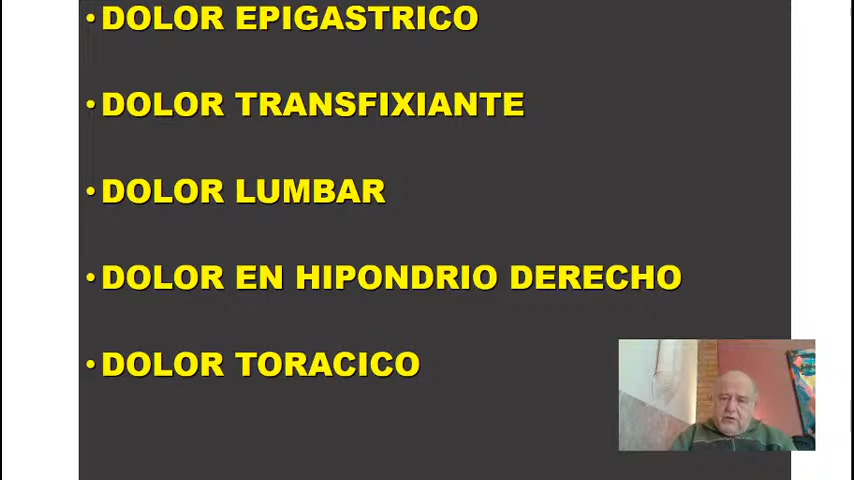 • DOLOR EPIGASTRICO
• DOLOR TRANSFIXIANTE
• DOLOR LUMBAR
• DOLOR EN HIPONDRIO DERECHO
• DOLOR TORACICO